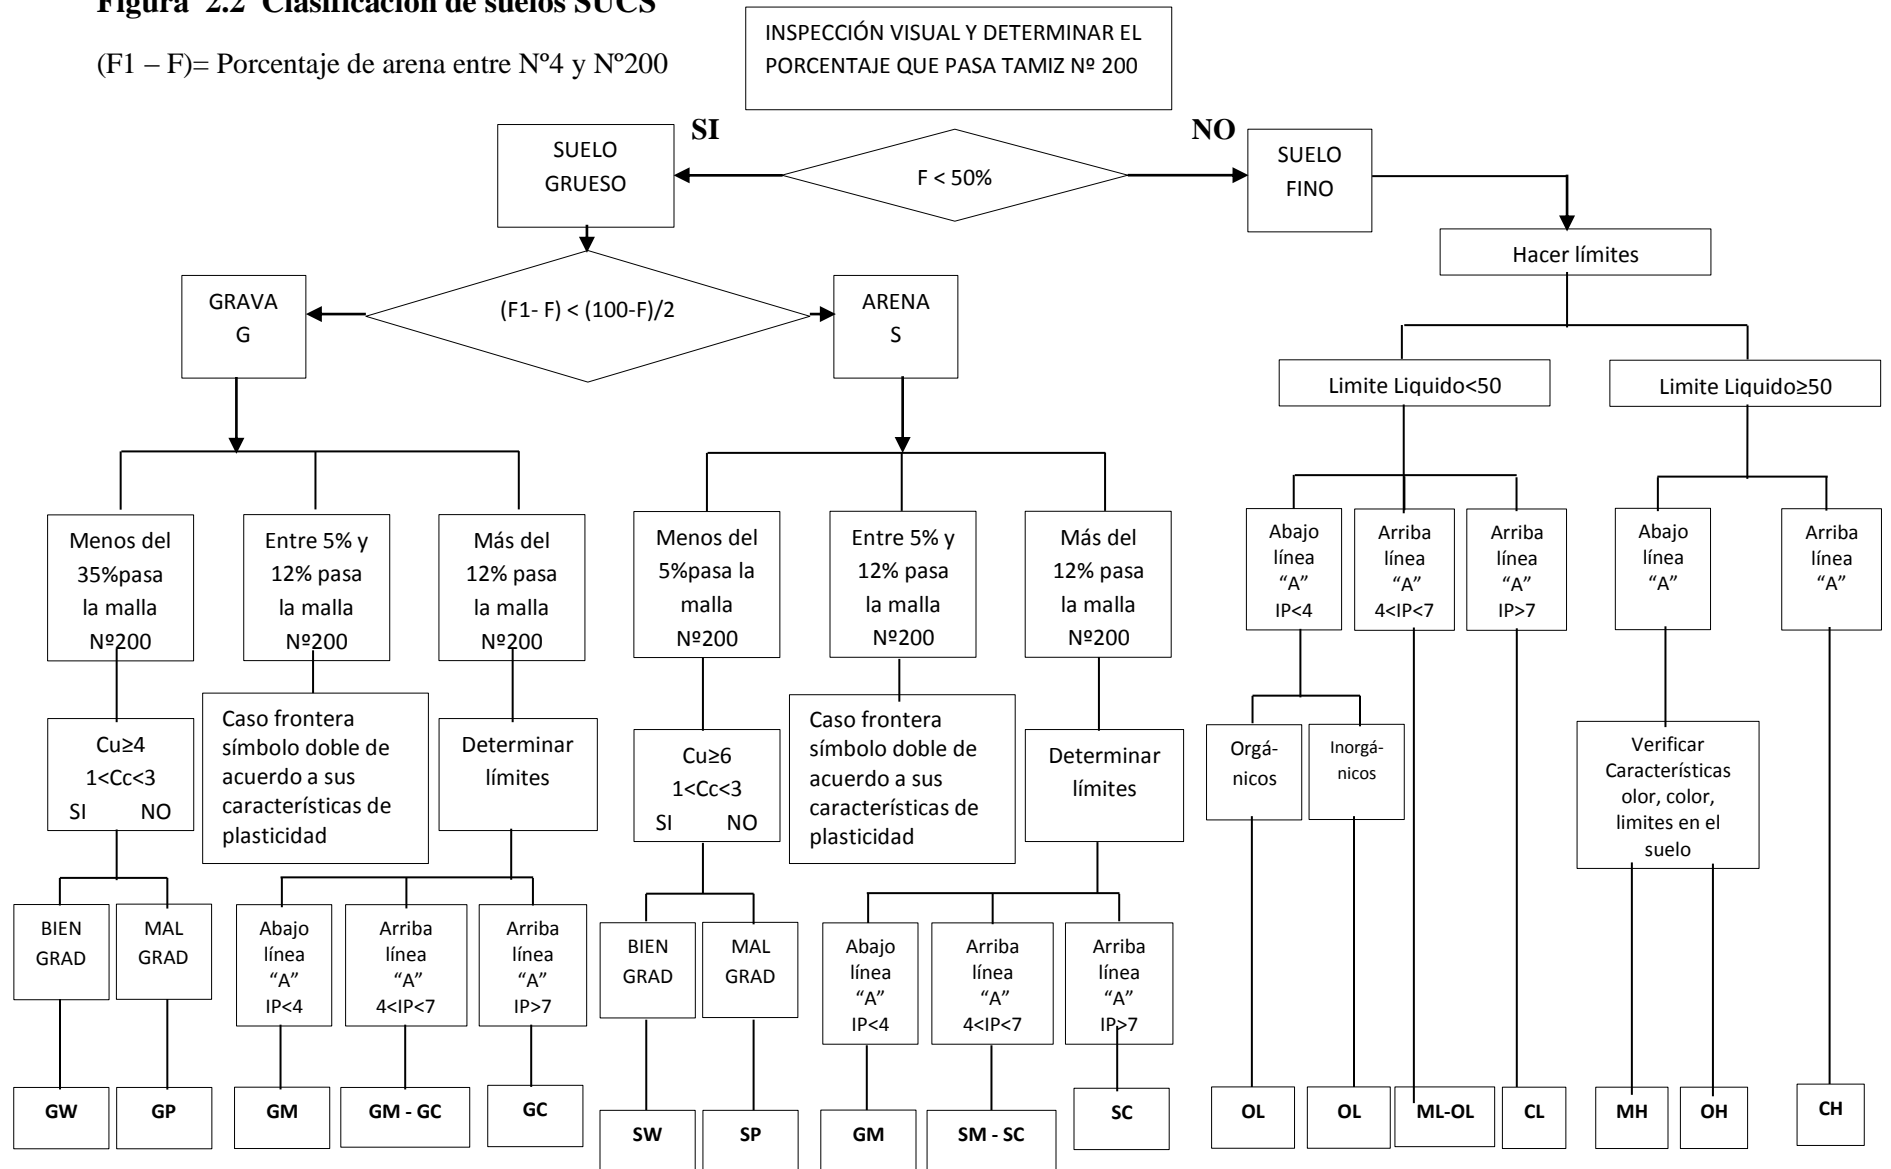 Figura 2.2 Clasificación de suelos SUCS
(F1 – F)= Porcentaje de arena entre Nº4 y Nº200
INSPECCIÓN VISUAL Y DETERMINAR EL
PORCENTAJE QUE PASA TAMIZ Nº 200
SI
NO
SUELO
GRUESO
F < 50%
SUELO
FINO
Hacer límites
GRAVA
G
(F1- F) < (100-F)/2
ARENA
S
Limite Liquido<50
Limite Liquido≥50
Menos del
35%pasa
la malla
Nº200
Entre 5% y
12% pasa
la malla
Nº200
Más del
12% pasa
la malla
Nº200
Menos del
5%pasa la
malla
Nº200
Entre 5% y
12% pasa
la malla
Nº200
Más del
12% pasa
la malla
Nº200
Abajo
línea
“A”
IP<4
Arriba
línea
“A”
4<IP<7
Arriba
línea
“A”
IP>7
Abajo
línea
“A”
Arriba
línea
“A”
Cu≥4
1<Cc<3
SI NO
Caso frontera
símbolo doble de
acuerdo a sus
características de
plasticidad
Determinar
límites
Cu≥6
1<Cc<3
SI NO
Caso frontera
símbolo doble de
acuerdo a sus
características de
plasticidad
Determinar
límites
Orgá-
nicos
Inorgá-
nicos
Verificar
Características
olor, color,
limites en el
suelo
BIEN
GRAD
MAL
GRAD
Abajo
línea
“A”
IP<4
Arriba
línea
“A”
4<IP<7
Arriba
línea
“A”
IP>7
BIEN
GRAD
MAL
GRAD
Abajo
línea
“A”
IP<4
Arriba
línea
“A”
4<IP<7
Arriba
línea
“A”
IP>7
GW
GP
GM
GM - GC
GC
SW
SP
GM
SM - SC
SC
OL
OL
ML-OL
CL
MH
OH
CH